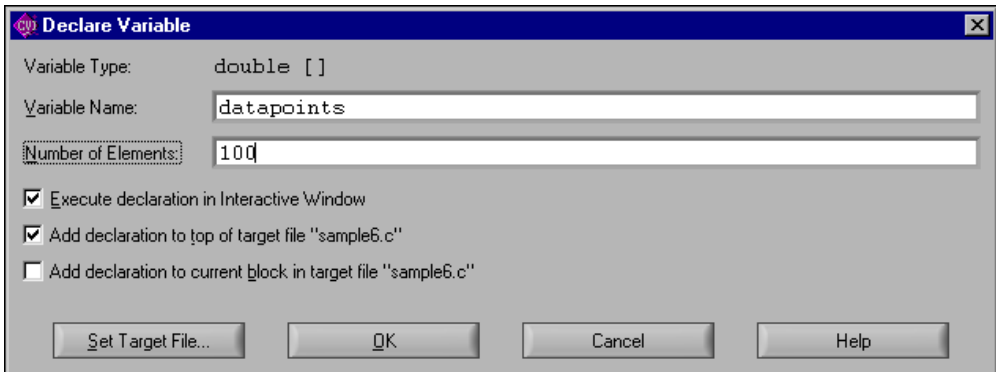 CVI Declare Variable
Variable Type: double []
Variable Name: datapoints
Number of Elements: 100
Execute declaration in Interactive Window
Add declaration to top of target file "sample6.c"
Add declaration to current block in target file "sample6.c"
Set Target File... OK Cancel Help